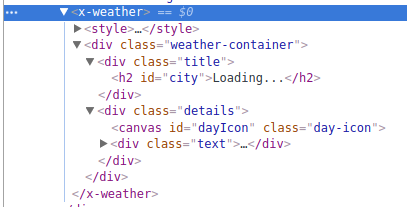 <x-weather> == $0
<style>…</style>
<div class="weather-container">
<div class="title">
<h2 id="city">Loading...</h2>
</div>
<div class="details">
<canvas id="dayIcon" class="day-icon">
<div class="text">…</div>
</div>
</div>
</x-weather>